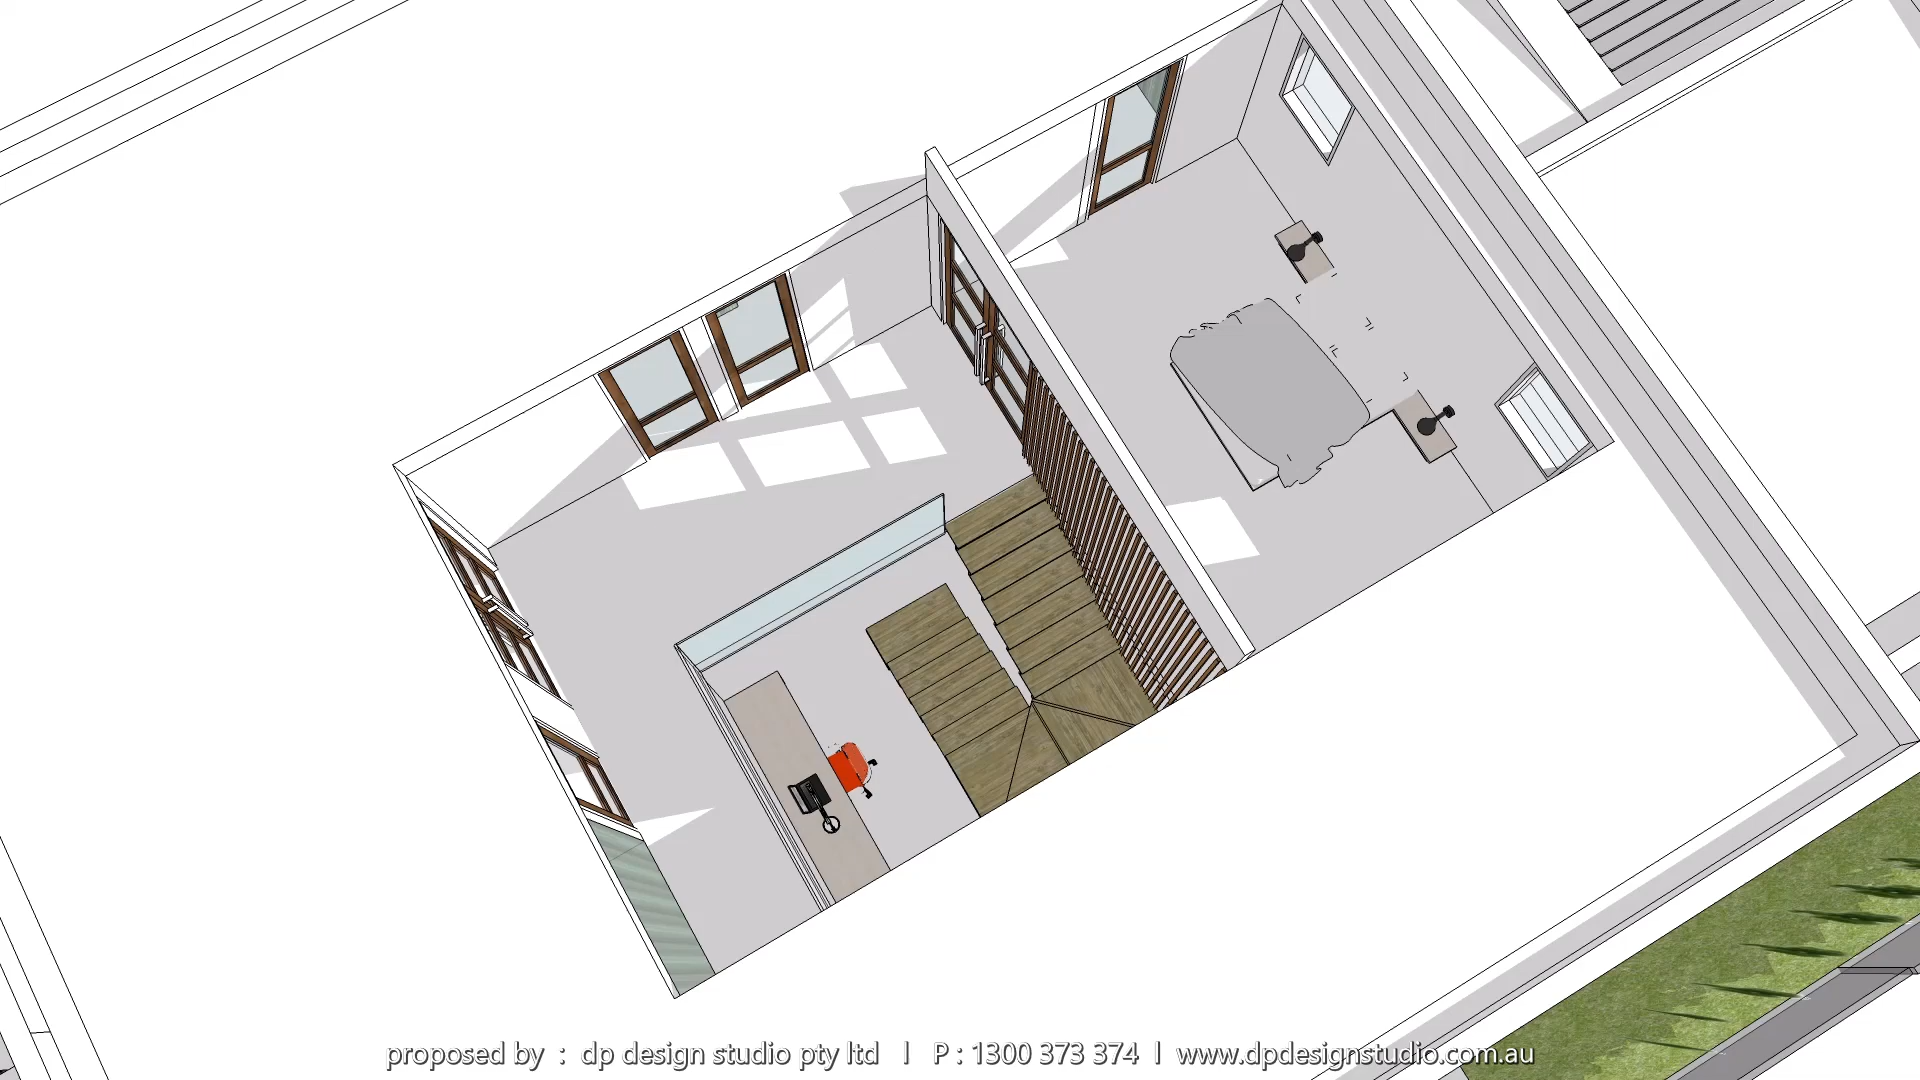 proposed by : dp design studio pty ltd l P : 1300 373 374 l www.dpdesignstudio.com.au